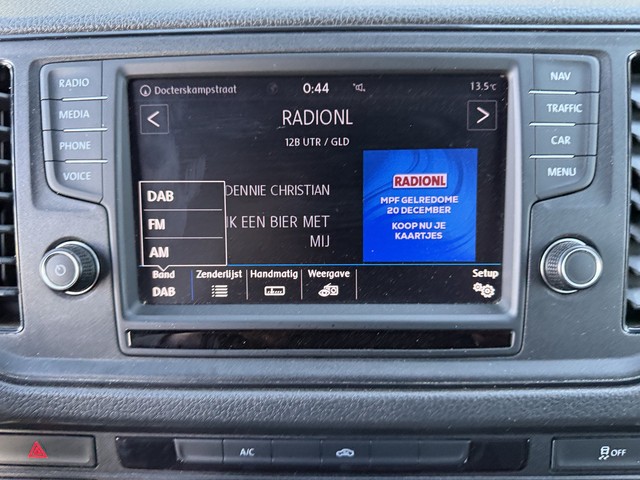 RADIO
MEDIA
PHONE
VOICE
NAV
TRAFFIC
CAR
MENU
Docterskampstraat
0:44
13.5°C
RADIONL
12B UTR / GLD
DENNIE CHRISTIAN
IK EEN BIER MET
MIJ
RADIONL
MPF GELREDOME
20 DECEMBER
KOOP NU JE
KAARTJES
DAB
FM
AM
Band
DAB
Zenderlijst
Handmatig
Weergave
Setup
A/C
OFF